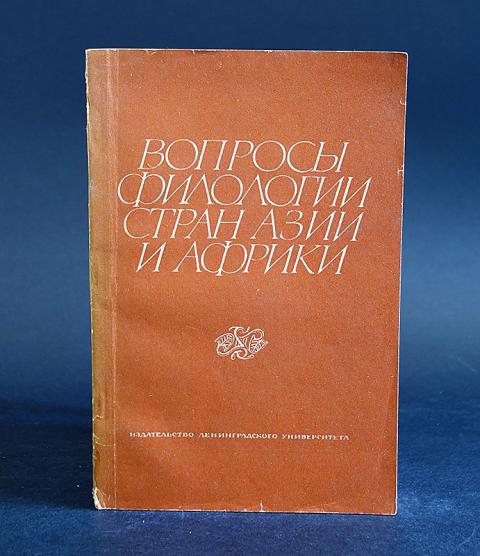 ВОПРОСЫ
ФИЛОЛОГИИ
СТРАН АЗИИ
И АФРИКИ
ИЗДАТЕЛЬСТВО ЛЕНИНГРАДСКОГО УНИВЕРСИТЕТА